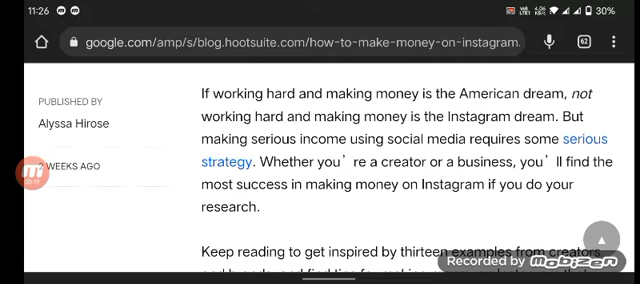 11:26
30%
google.com/amp/s/blog.hootsuite.com/how-to-make-money-on-instagram.
62
PUBLISHED BY
Alyssa Hirose
2 WEEKS AGO
00:19
If working hard and making money is the American dream, not
working hard and making money is the Instagram dream. But
making serious income using social media requires some serious
strategy. Whether you're a creator or a business, you'll find the
most success in making money on Instagram if you do your
research.
Keep reading to get inspired by thirteen examples from creators
Recorded by mobizen